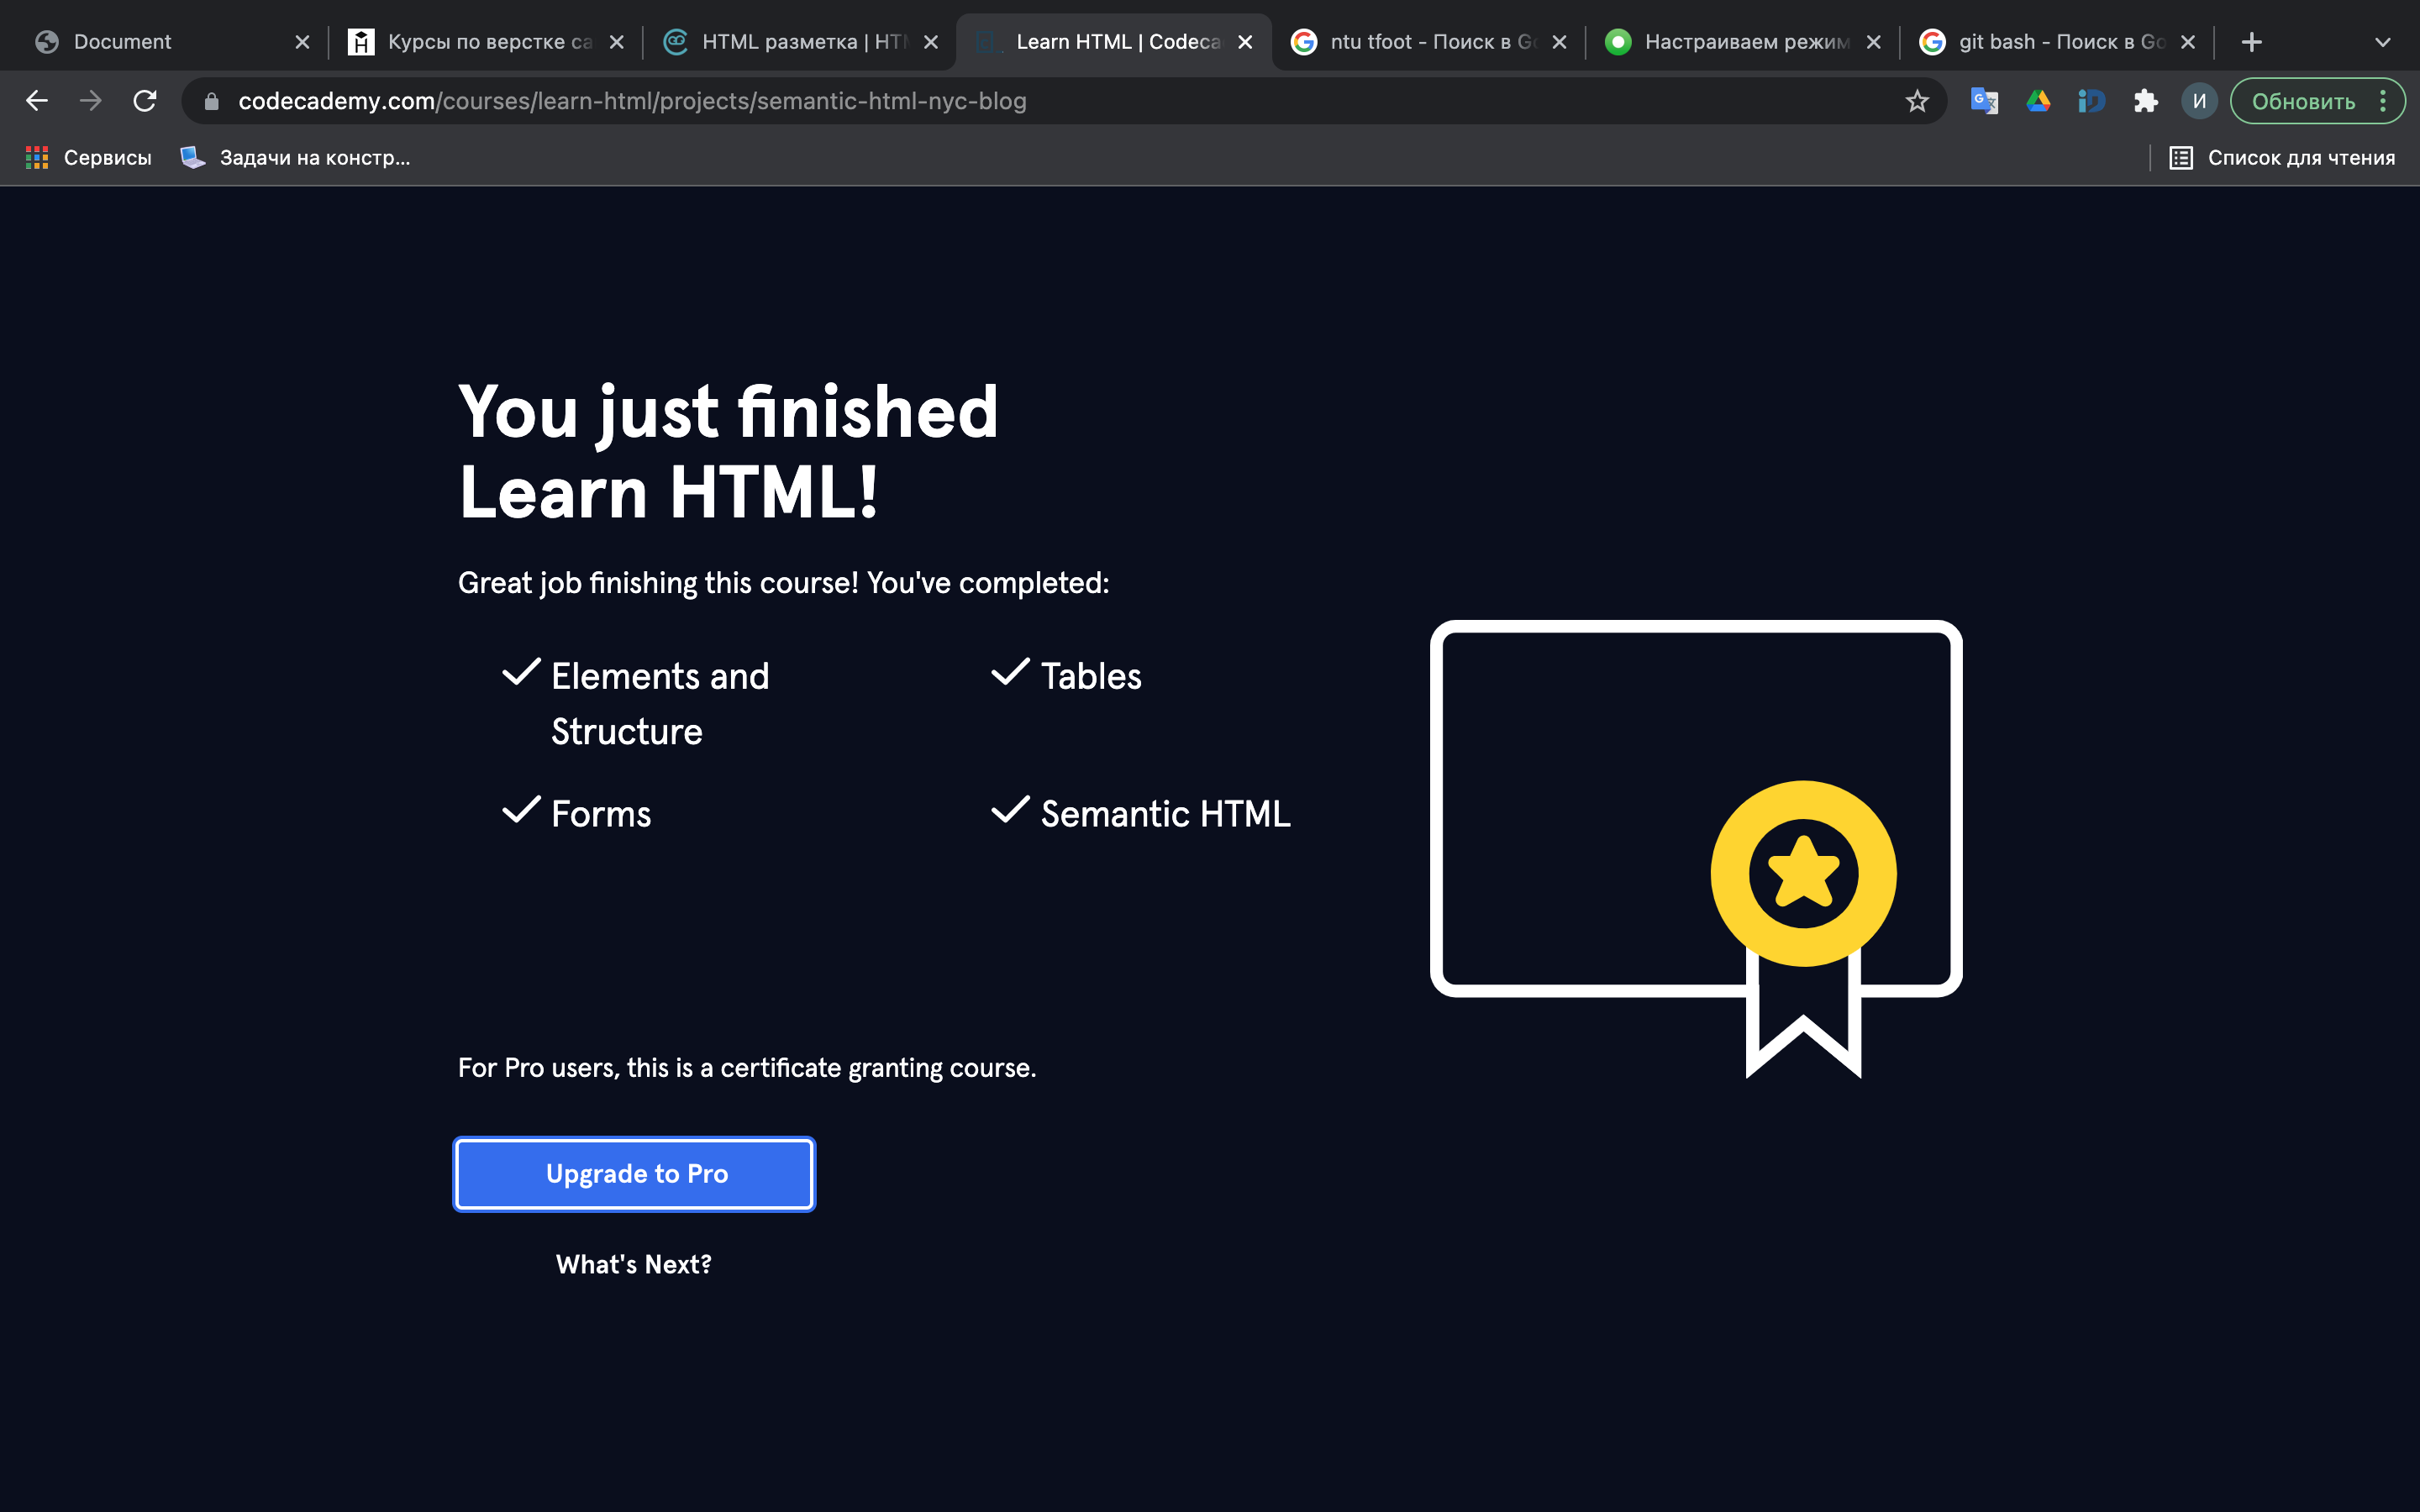 Document
Курсы по верстке са
HTML разметка | HTM
Learn HTML | Codeca
ntu tfoot - Поиск в Go
Настраиваем режим
git bash - Поиск в Go
codecademy.com/courses/learn-html/projects/semantic-html-nyc-blog
И
Обновить
Сервисы
Задачи на констр...
Список для чтения
You just finished
Learn HTML!
Great job finishing this course! You've completed:
Elements and
Structure
Tables
Forms
Semantic HTML
For Pro users, this is a certificate granting course.
Upgrade to Pro
What's Next?